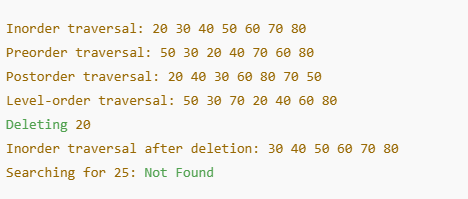 Inorder traversal: 20 30 40 50 60 70 80
Preorder traversal: 50 30 20 40 70 60 80
Postorder traversal: 20 40 30 60 80 70 50
Level-order traversal: 50 30 70 20 40 60 80
Deleting 20
Inorder traversal after deletion: 30 40 50 60 70 80
Searching for 25: Not Found